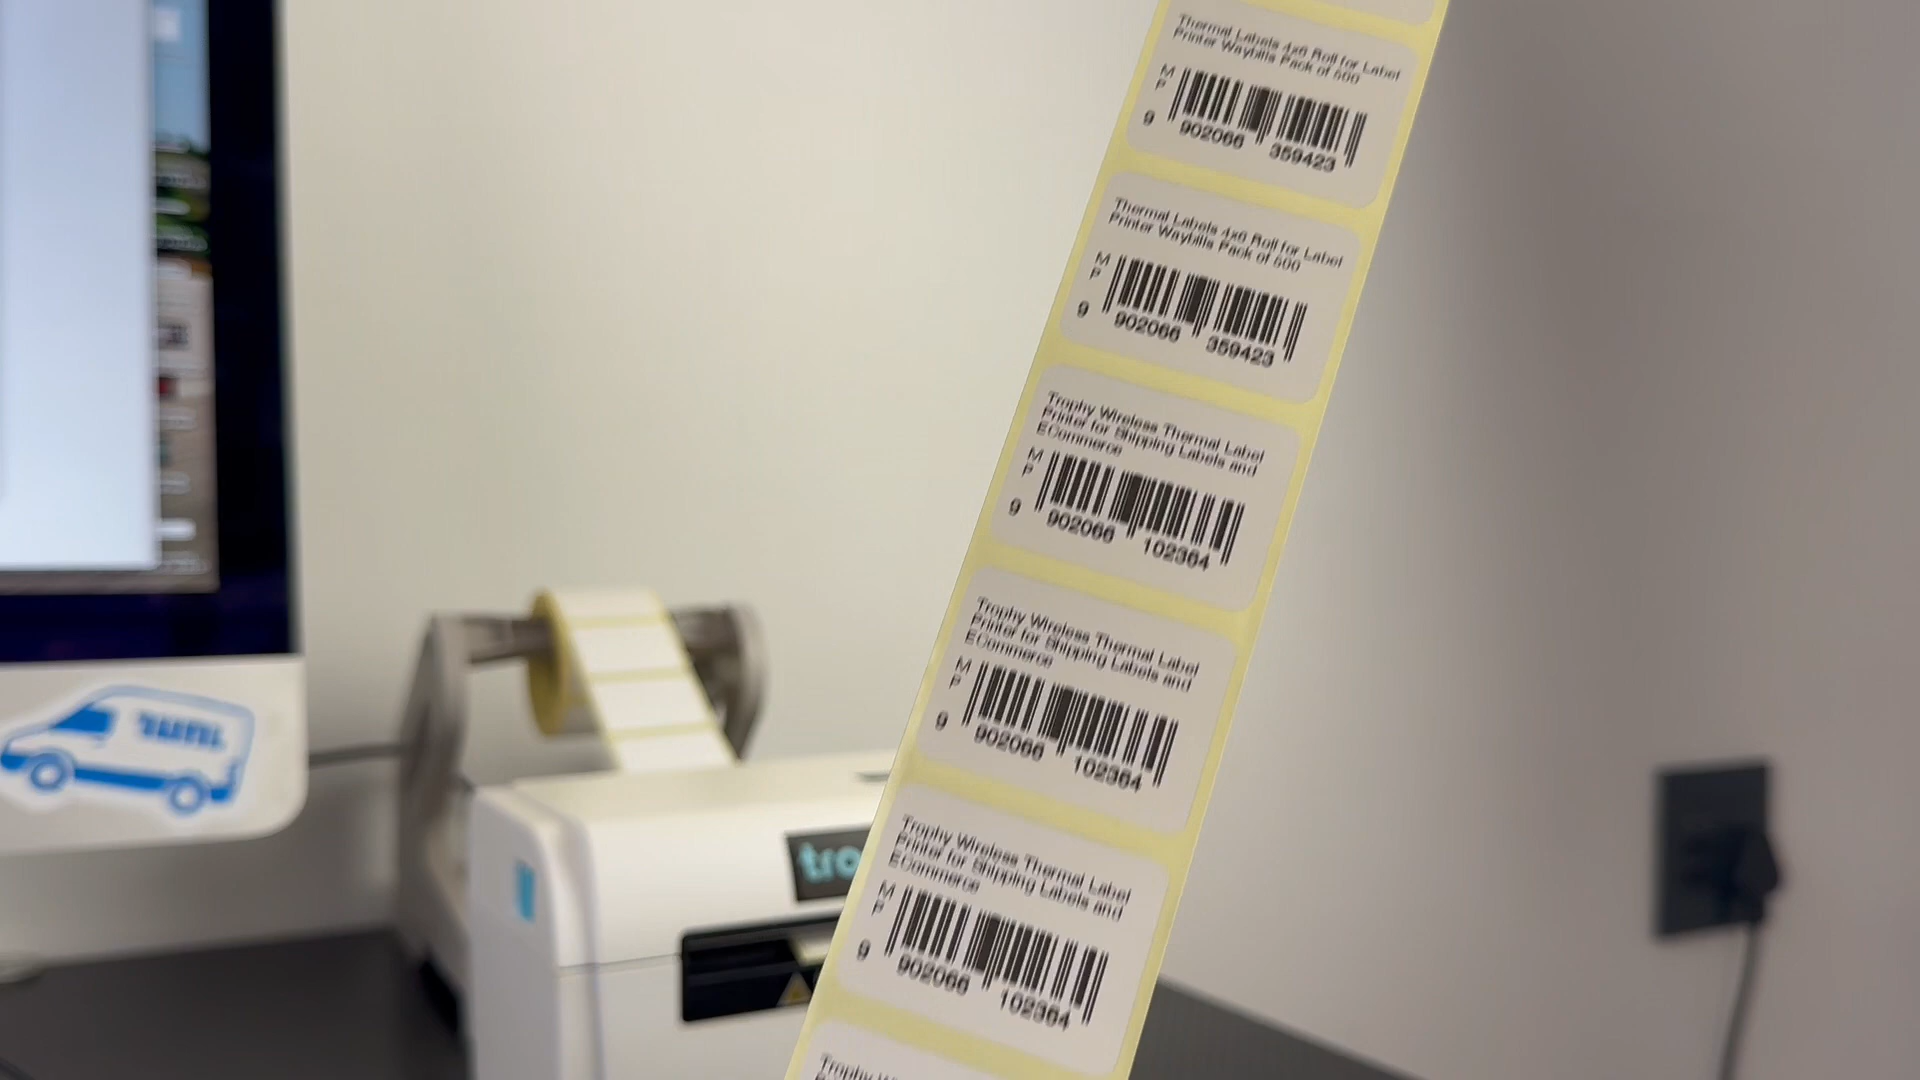 Thermal Labels 4x6 Roll for Label
Printer Waybills Pack of 500
M
P
9 902066 359423
Thermal Labels 4x6 Roll for Label
Printer Waybills Pack of 500
M
P
9 902066 359423
Trophy Wireless Thermal Label
Printer for Shipping Labels and
ECommerce
M
P
9 902066 102364
Trophy Wireless Thermal Label
Printer for Shipping Labels and
ECommerce
M
P
9 902066 102364
Trophy Wireless Thermal Label
Printer for Shipping Labels and
ECommerce
M
P
9 902066 102364
Trophy
tro